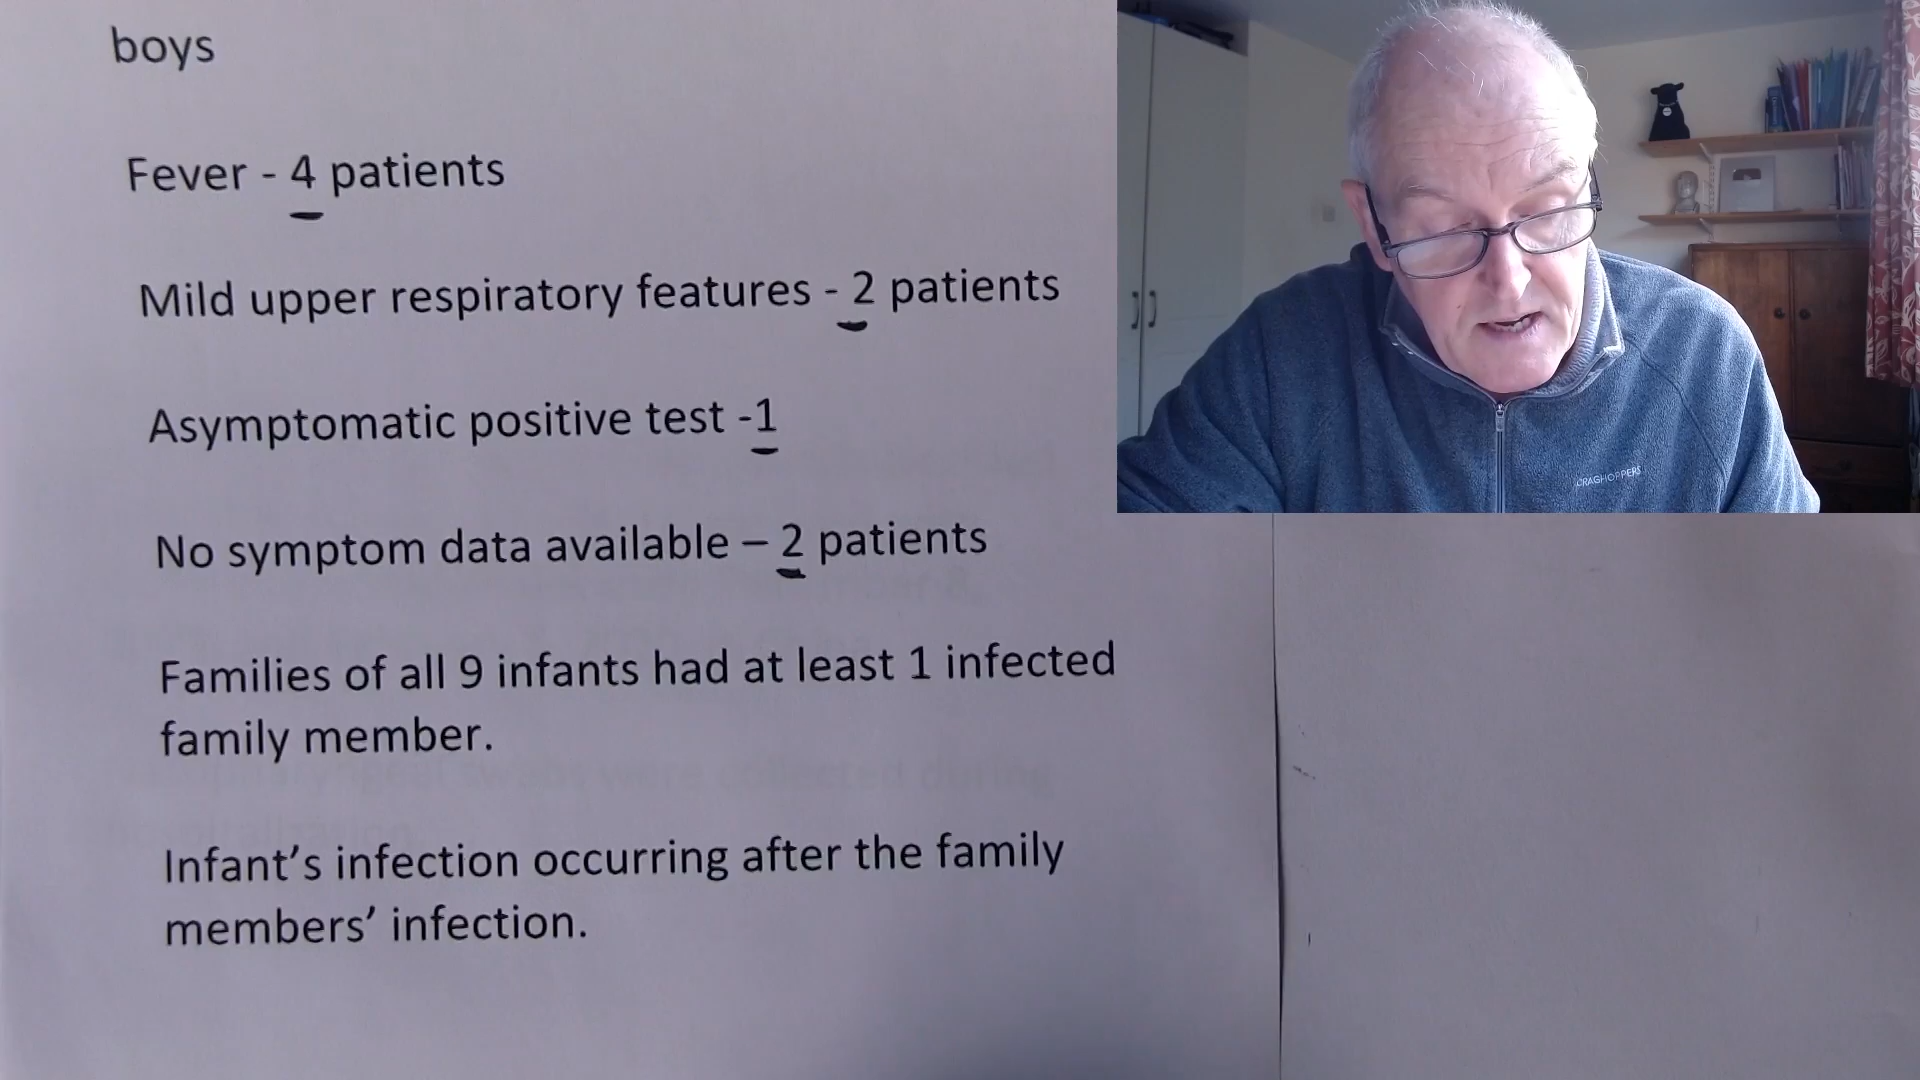 boys
Fever - 4 patients
Mild upper respiratory features - 2 patients
Asymptomatic positive test -1
No symptom data available – 2 patients
Families of all 9 infants had at least 1 infected
family member.
Infant’s infection occurring after the family
members’ infection.
CRAGHOPPERS